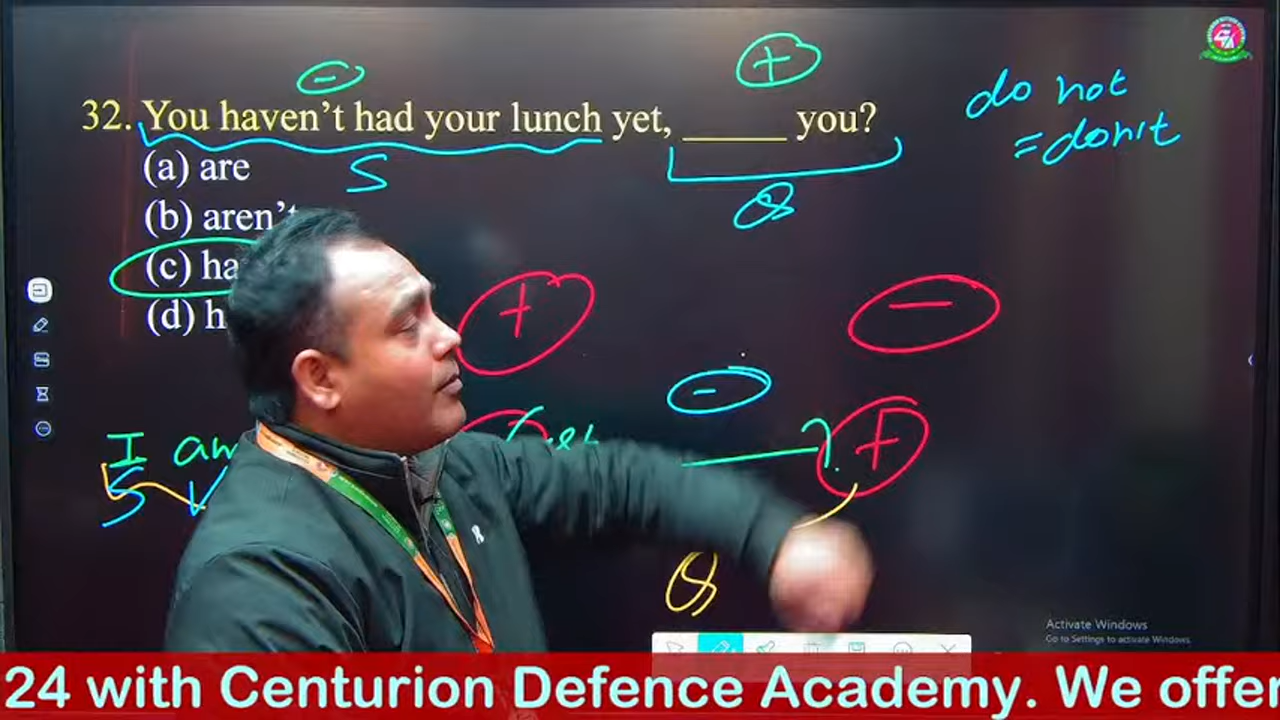 do not
= don't
32. You haven't had your lunch yet, ______ you?
(a) are
(b) aren't
(c) ha
(d) h
S
Q
I am
S V
Q
Activate Windows
Go to Settings to activate Windows.
24 with Centurion Defence Academy. We offer